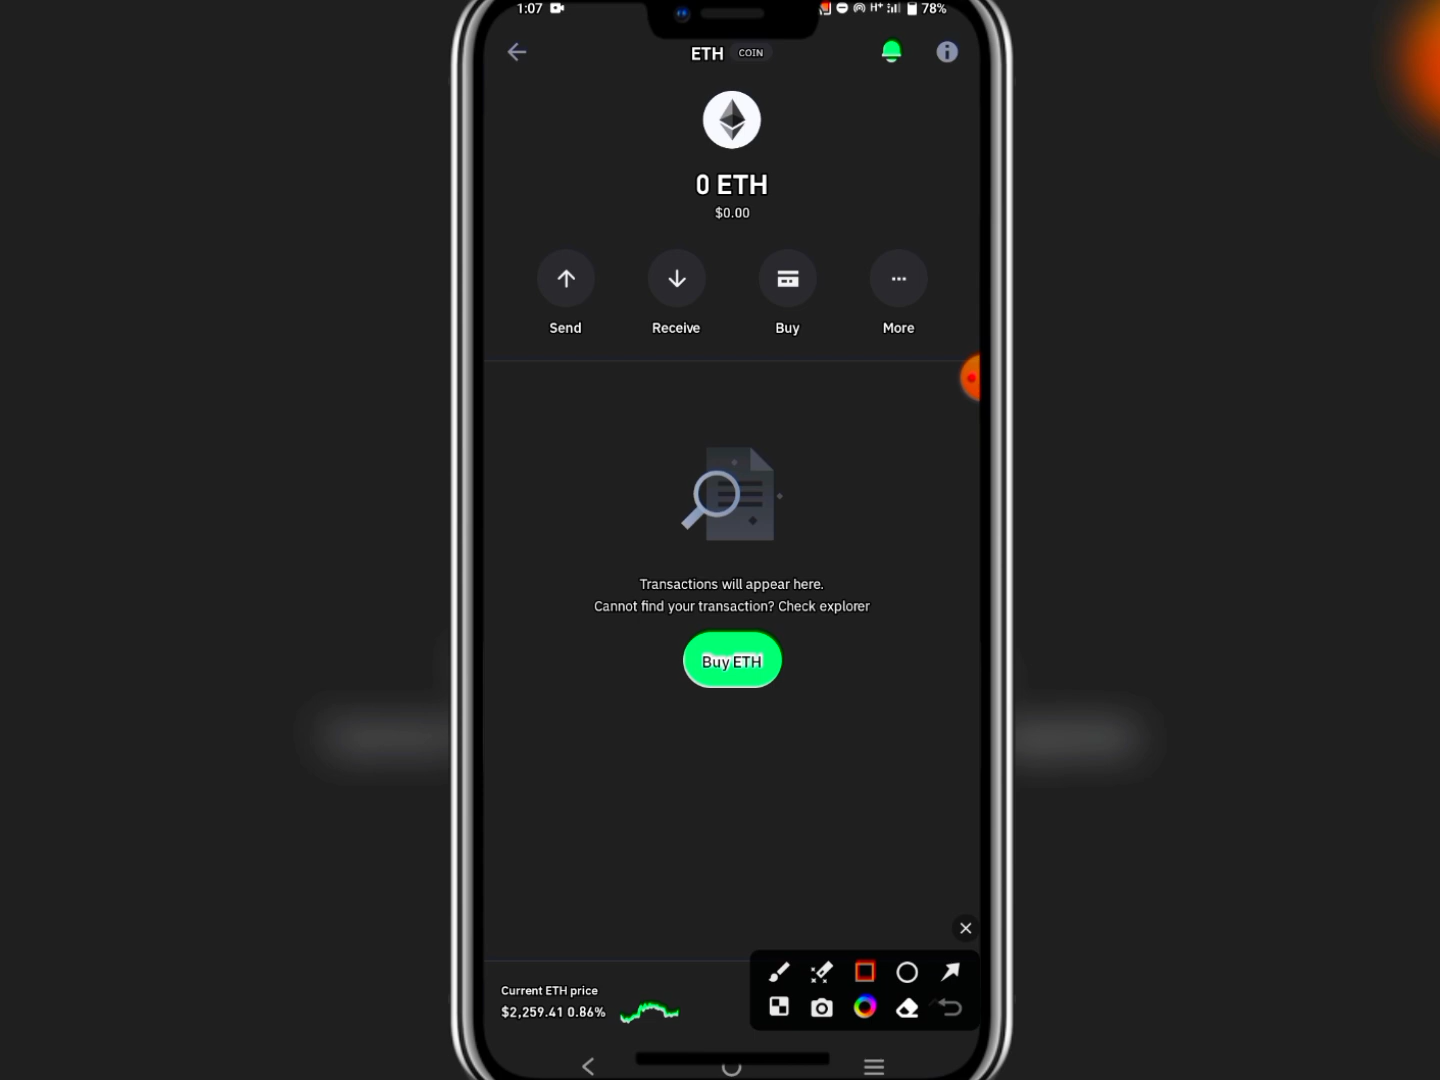 1:07
H+ 78%
ETH COIN
0 ETH
$0.00
Send Receive Buy More
Transactions will appear here.
Cannot find your transaction? Check explorer
Buy ETH
Current ETH price
$2,259.41 0.86%